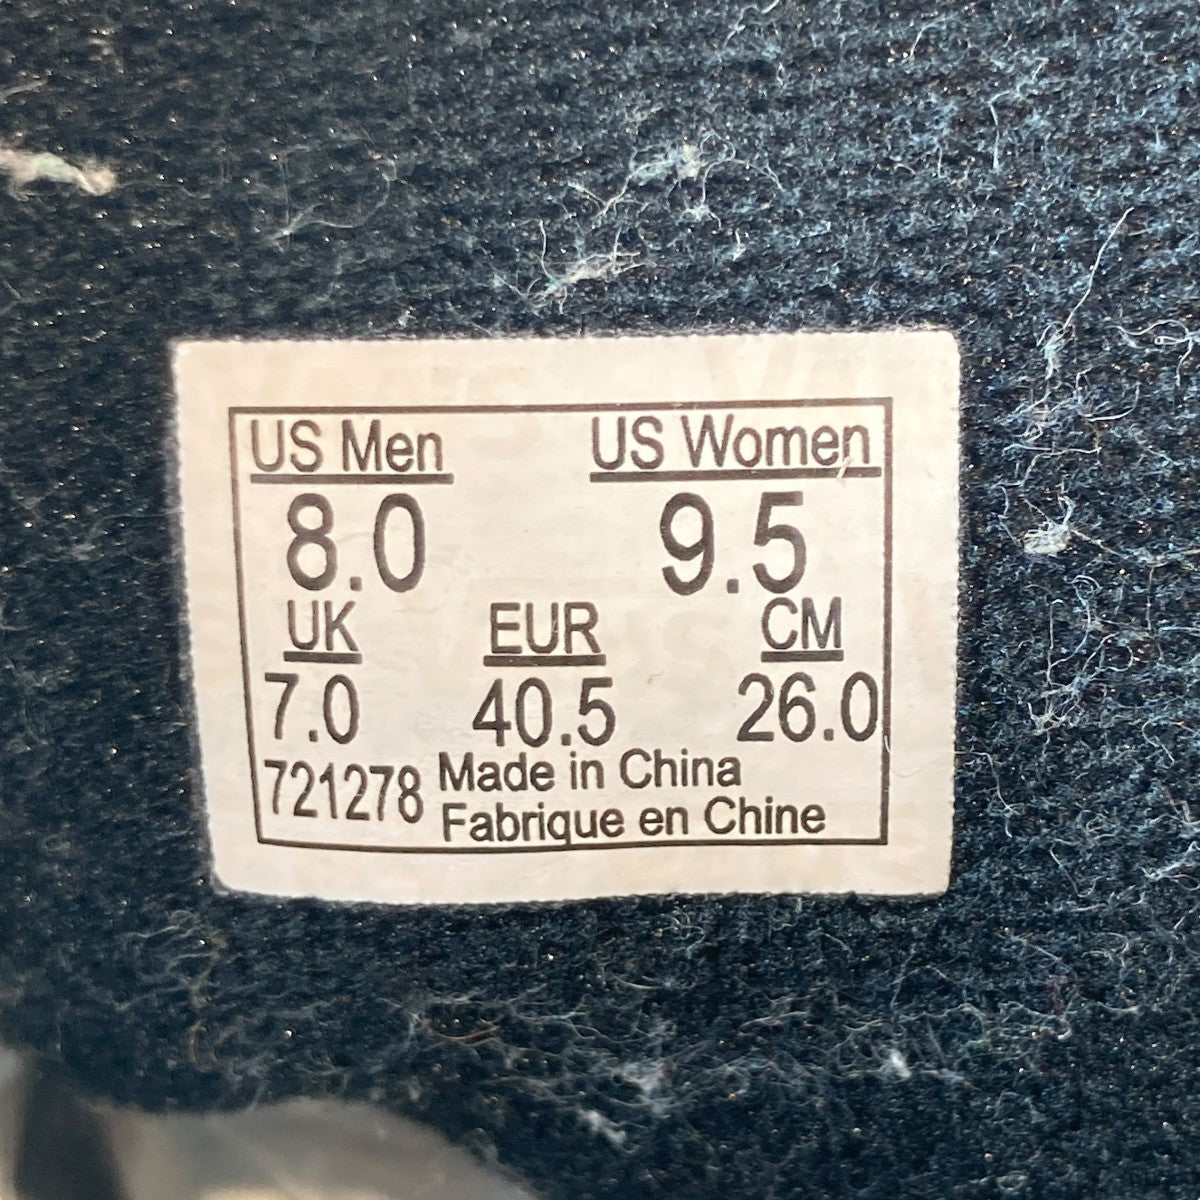 US Men US Women
8.0 9.5
UK EUR CM
7.0 40.5 26.0
721278 Made in China
Fabrique en Chine